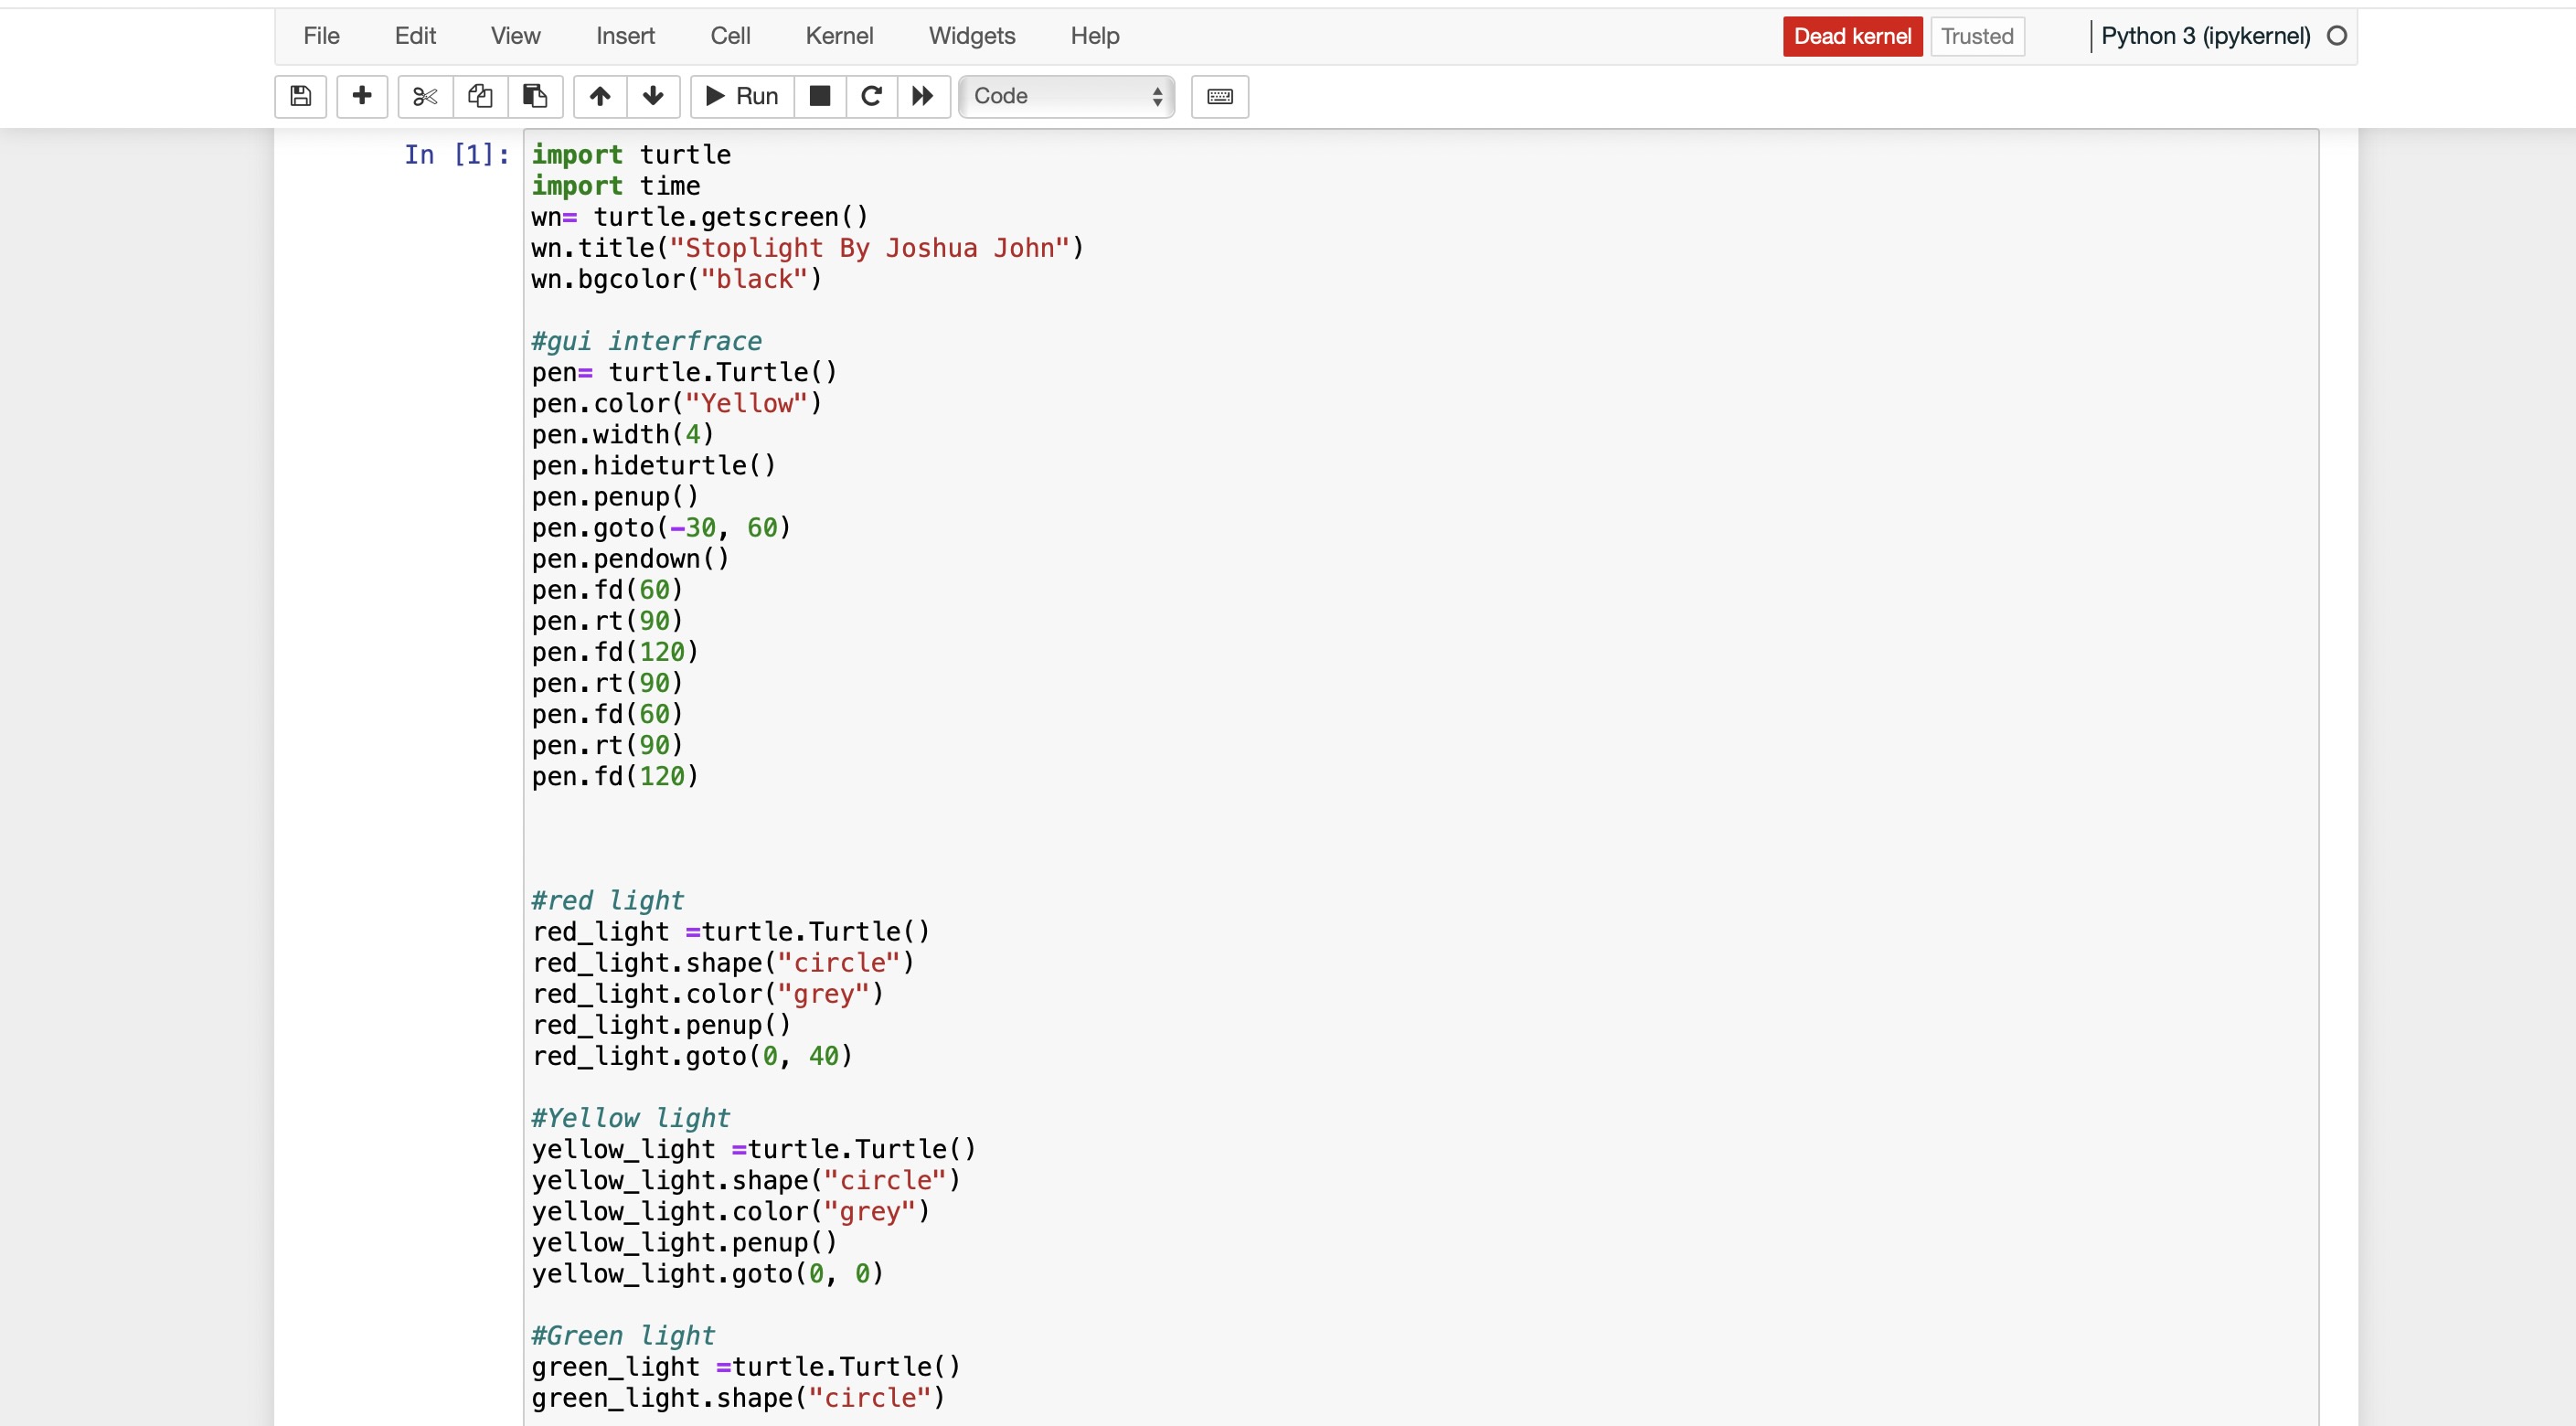 File Edit View Insert Cell Kernel Widgets Help Dead kernel Trusted Python 3 (ipykernel)
Run Code
In [1]: import turtle
import time
wn= turtle.getscreen()
wn.title("Stoplight By Joshua John")
wn.bgcolor("black")
#gui interfrace
pen= turtle.Turtle()
pen.color("Yellow")
pen.width(4)
pen.hideturtle()
pen.penup()
pen.goto(-30, 60)
pen.pendown()
pen.fd(60)
pen.rt(90)
pen.fd(120)
pen.rt(90)
pen.fd(60)
pen.rt(90)
pen.fd(120)
#red light
red_light =turtle.Turtle()
red_light.shape("circle")
red_light.color("grey")
red_light.penup()
red_light.goto(0, 40)
#Yellow light
yellow_light =turtle.Turtle()
yellow_light.shape("circle")
yellow_light.color("grey")
yellow_light.penup()
yellow_light.goto(0, 0)
#Green light
green_light =turtle.Turtle()
green_light.shape("circle")